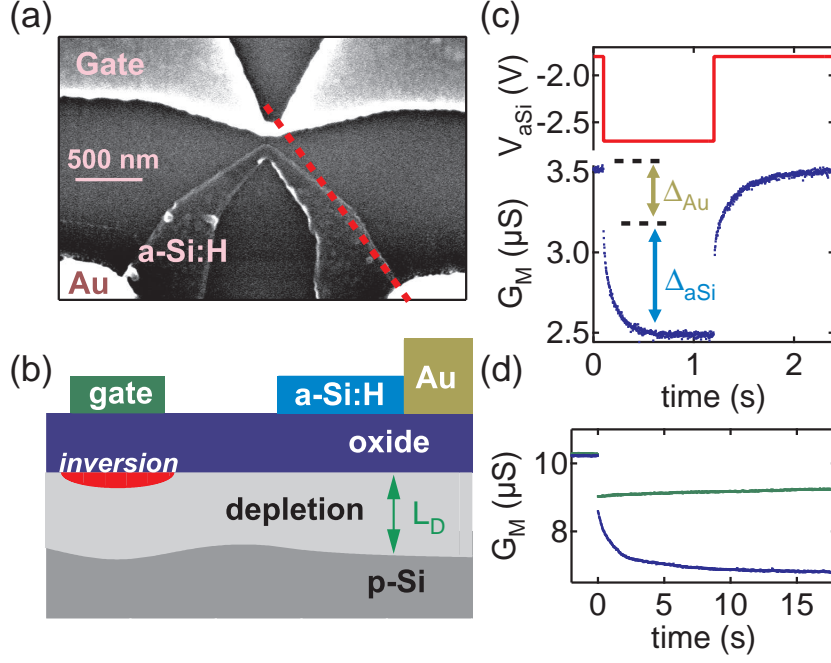 (a)
Gate
500 nm
a-Si:H
Au
(b)
gate
a-Si:H
Au
oxide
inversion
depletion
L_D
p-Si
(c)
V_aSi (V)
-2.0
-2.5
G_M (µS)
3.5
3.0
2.5
Δ_Au
Δ_aSi
0 1 2
time (s)
(d)
G_M (µS)
10
8
0 5 10 15
time (s)